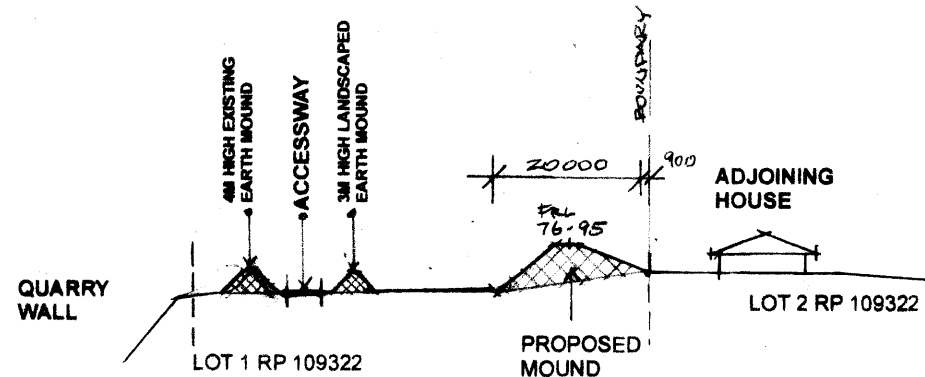 4M HIGH EXISTING
EARTH MOUND
ACCESSWAY
3M HIGH LANDSCAPED
EARTH MOUND
BOUNDARY
20000
900
ADJOINING
HOUSE
FRL
76-95
QUARRY
WALL
LOT 1 RP 109322
PROPOSED
MOUND
LOT 2 RP 109322